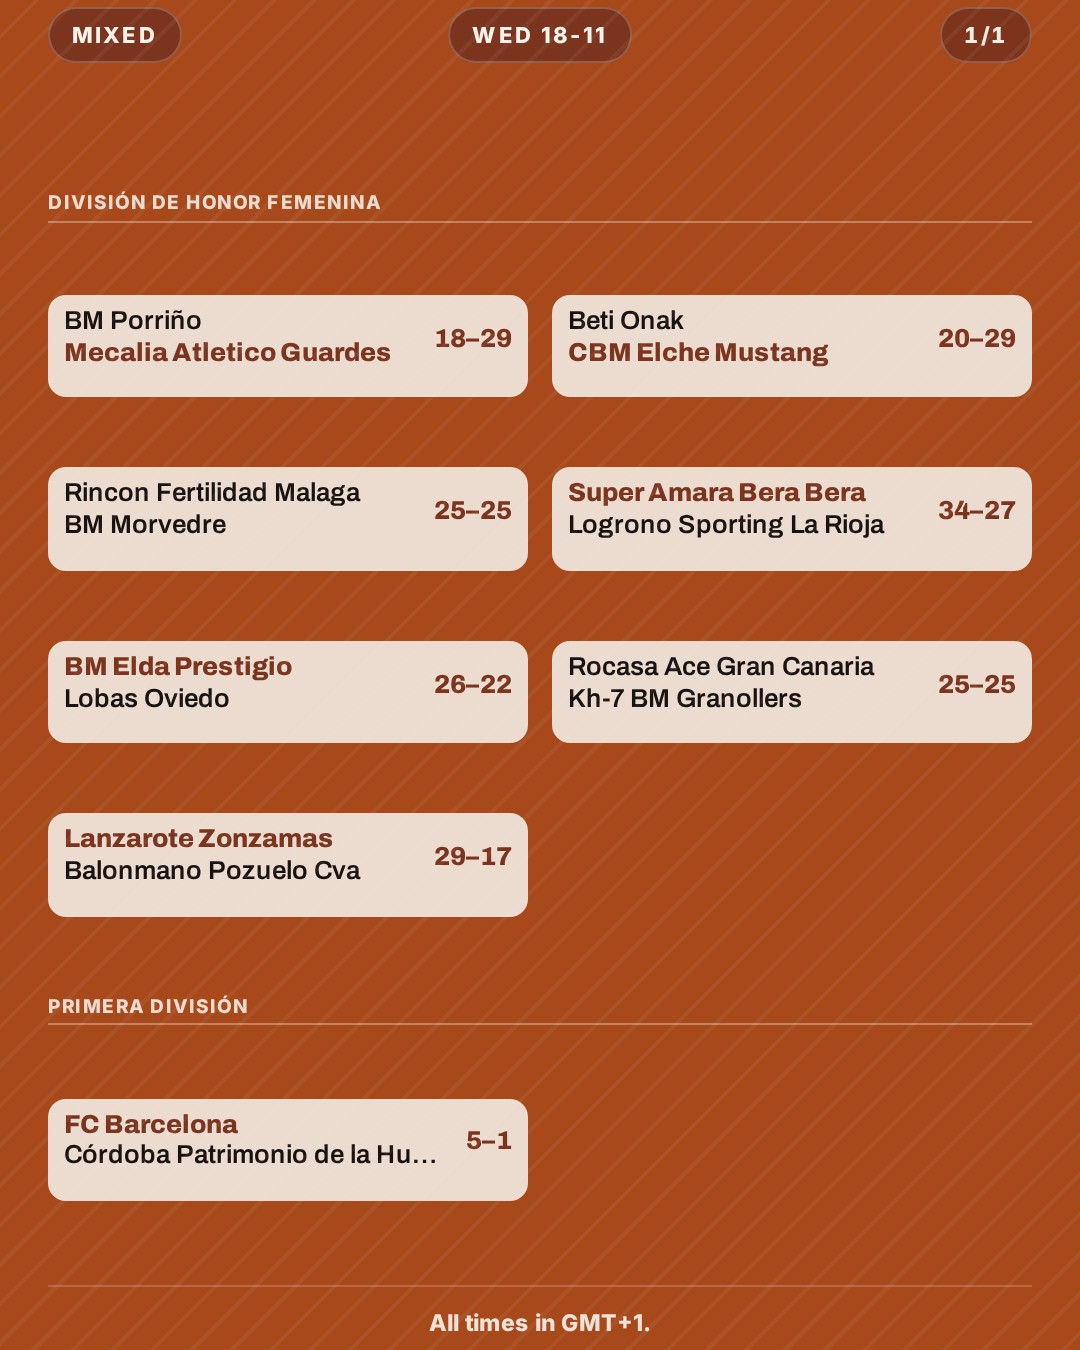 MIXED
WED 18-11
1/1
DIVISIÓN DE HONOR FEMENINA
BM Porriño
Mecalia Atletico Guardes
18–29
Beti Onak
CBM Elche Mustang
20–29
Rincon Fertilidad Malaga
BM Morvedre
25–25
Super Amara Bera Bera
Logrono Sporting La Rioja
34–27
BM Elda Prestigio
Lobas Oviedo
26–22
Rocasa Ace Gran Canaria
Kh-7 BM Granollers
25–25
Lanzarote Zonzamas
Balonmano Pozuelo Cva
29–17
PRIMERA DIVISIÓN
FC Barcelona
Córdoba Patrimonio de la Hu...
5–1
All times in GMT+1.